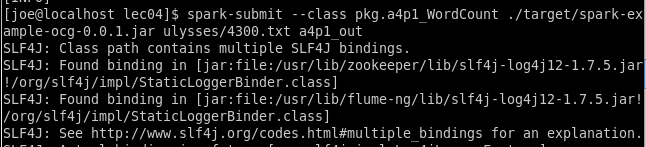 [joe@localhost lec04]$ spark-submit --class pkg.a4p1_WordCount ./target/spark-ex
ample-ocg-0.0.1.jar ulysses/4300.txt a4p1_out
SLF4J: Class path contains multiple SLF4J bindings.
SLF4J: Found binding in [jar:file:/usr/lib/zookeeper/lib/slf4j-log4j12-1.7.5.jar
!/org/slf4j/impl/StaticLoggerBinder.class]
SLF4J: Found binding in [jar:file:/usr/lib/flume-ng/lib/slf4j-log4j12-1.7.5.jar!
/org/slf4j/impl/StaticLoggerBinder.class]
SLF4J: See http://www.slf4j.org/codes.html#multiple_bindings for an explanation.